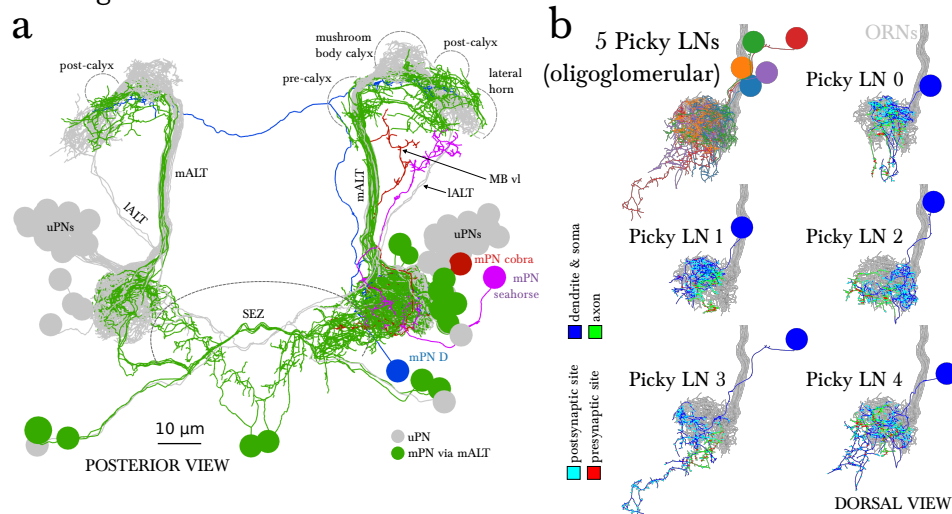 a
mushroom
body calyx
post-calyx
post-calyx
pre-calyx
lateral
horn
mALT
mALT
MB vl
lALT
lALT
uPNs
uPNs
mPN cobra
mPN
seahorse
SEZ
mPN D
10 µm
uPN
mPN via mALT
POSTERIOR VIEW
b
5 Picky LNs
(oligoglomerular)
ORNs
Picky LN 0
Picky LN 1
Picky LN 2
dendrite & soma
axon
Picky LN 3
Picky LN 4
postsynaptic site
presynaptic site
DORSAL VIEW